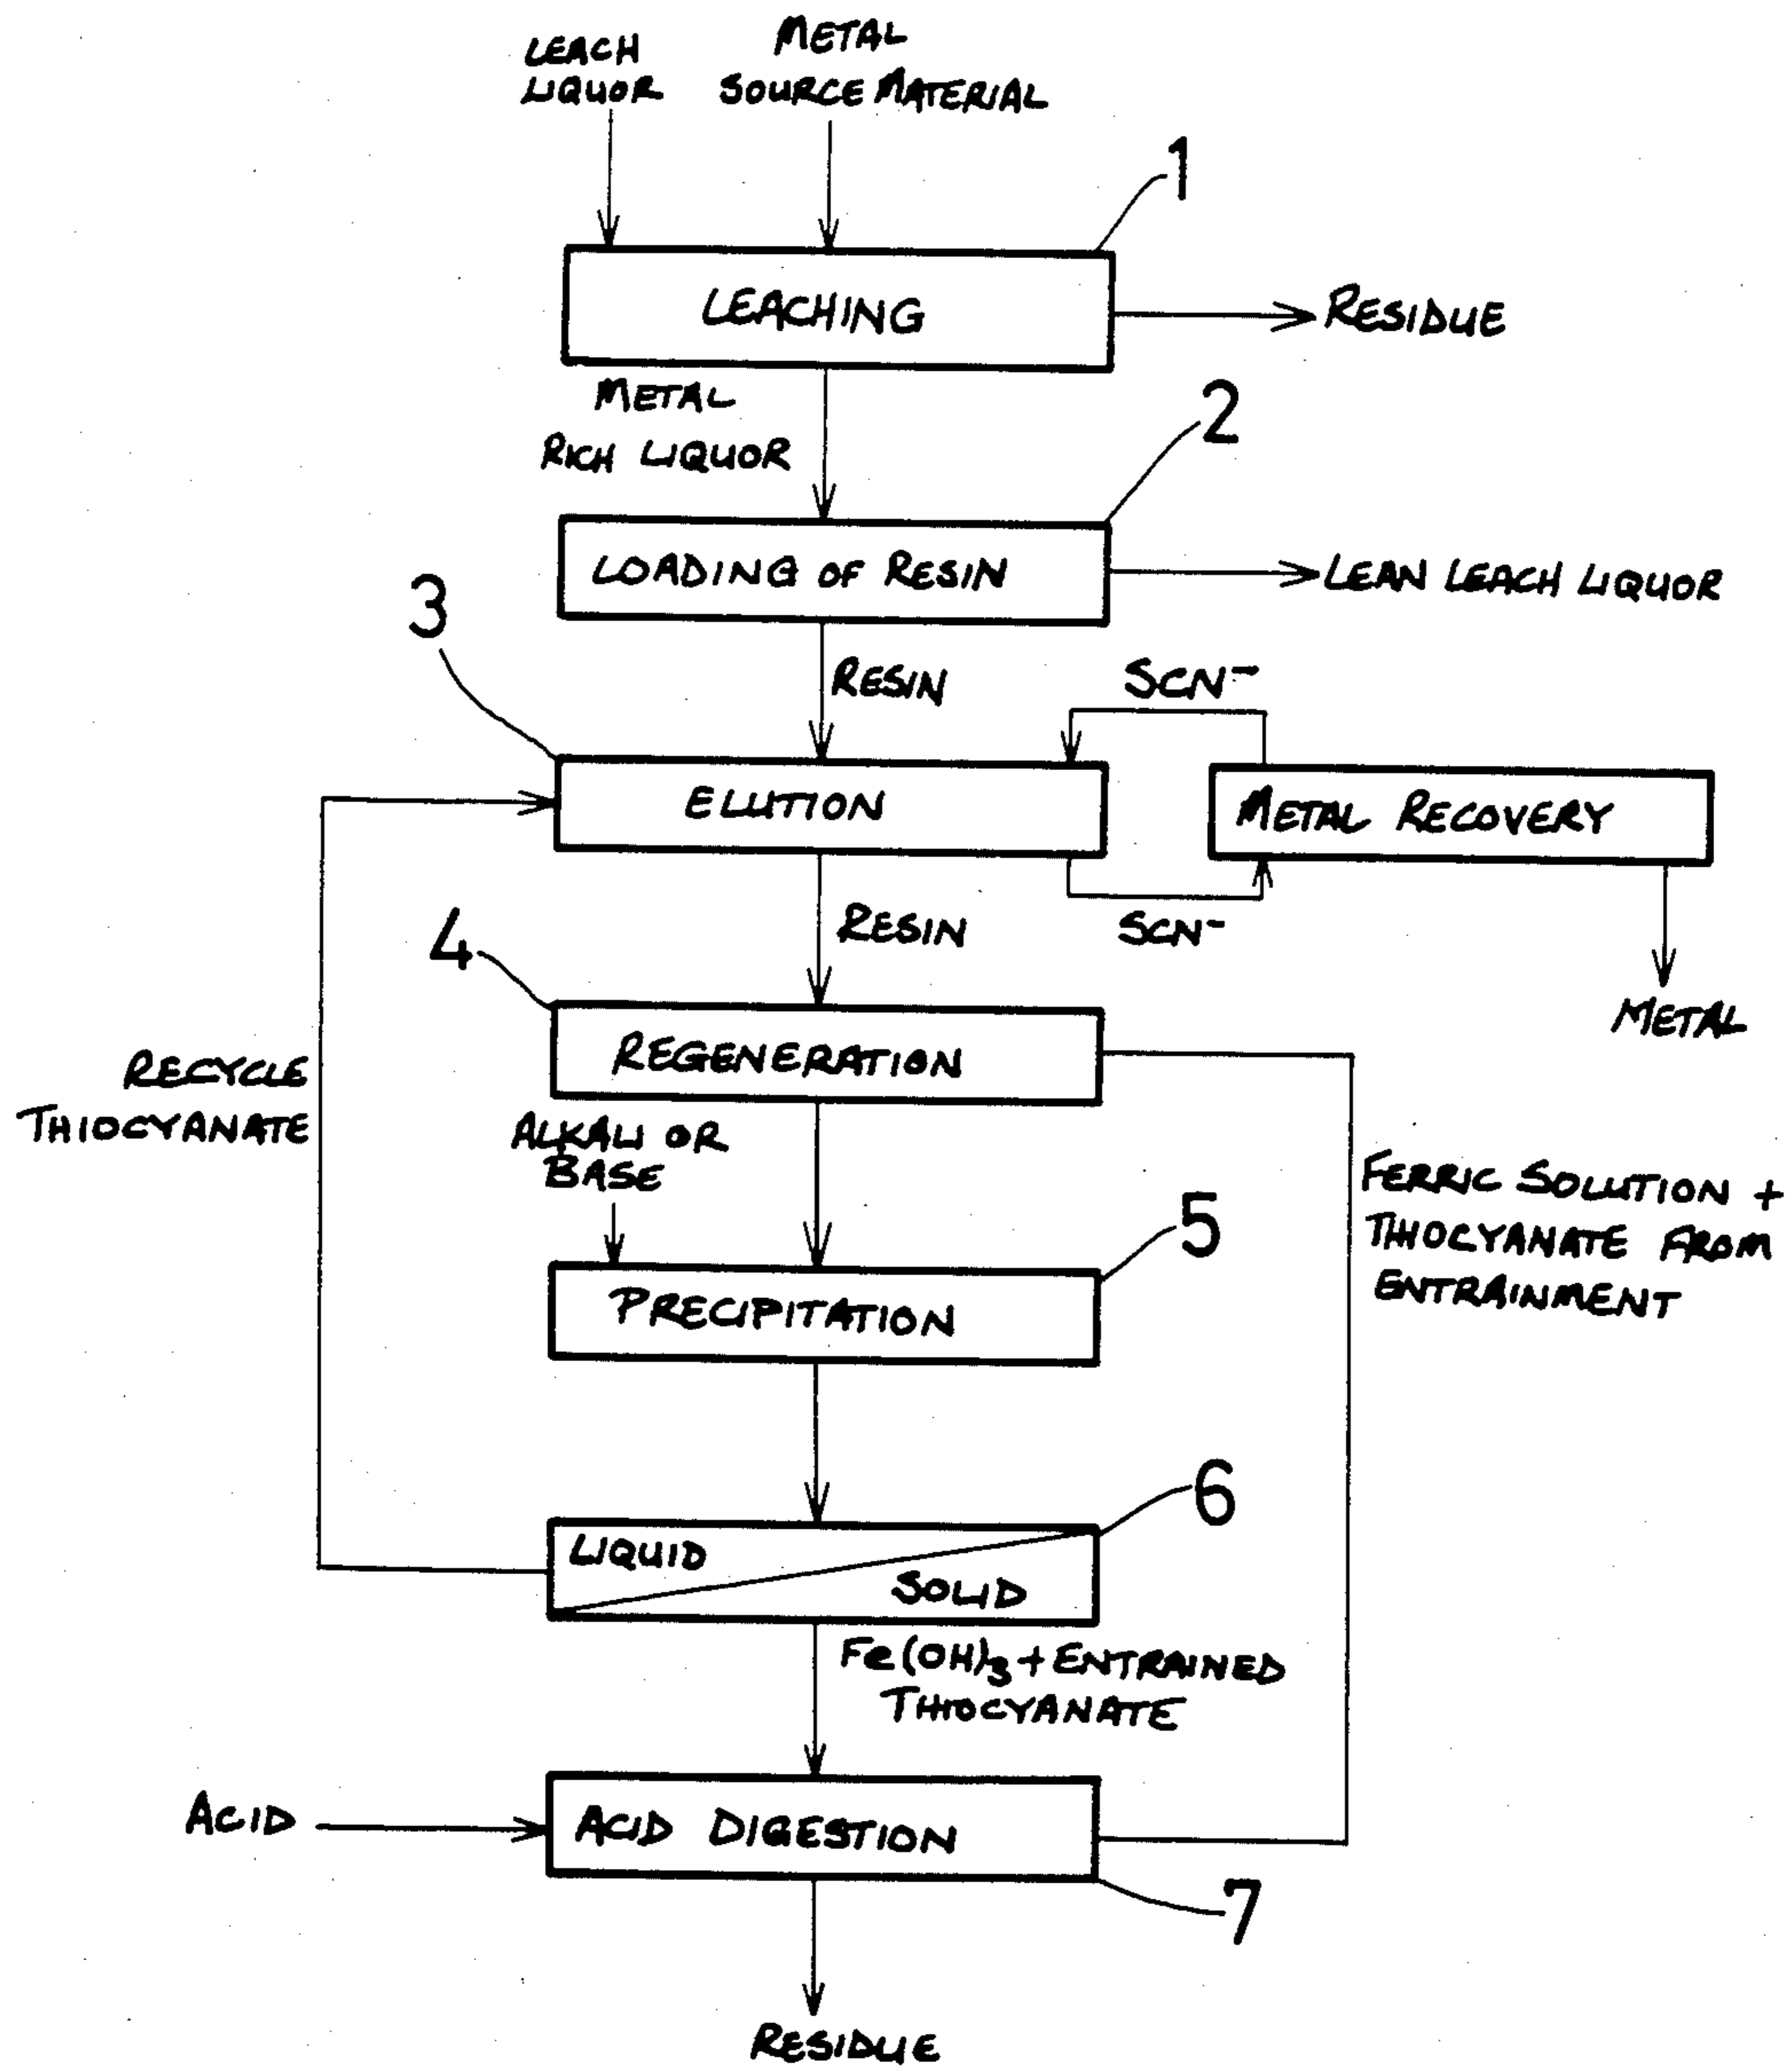 LEACH
LIQUOR
METAL
SOURCE MATERIAL
1
LEACHING
RESIDUE
METAL
RICH LIQUOR
2
LOADING OF RESIN
LEAN LEACH LIQUOR
3
RESIN
SCN⁻
ELUTION
METAL RECOVERY
RESIN
SCN⁻
METAL
4
REGENERATION
RECYCLE
THIOCYANATE
ALKALI OR
BASE
FERRIC SOLUTION +
THIOCYANATE FROM
ENTRAINMENT
5
PRECIPITATION
6
LIQUID
SOLID
Fe(OH)₃ + ENTRAINED
THIOCYANATE
ACID
ACID DIGESTION
7
RESIDUE